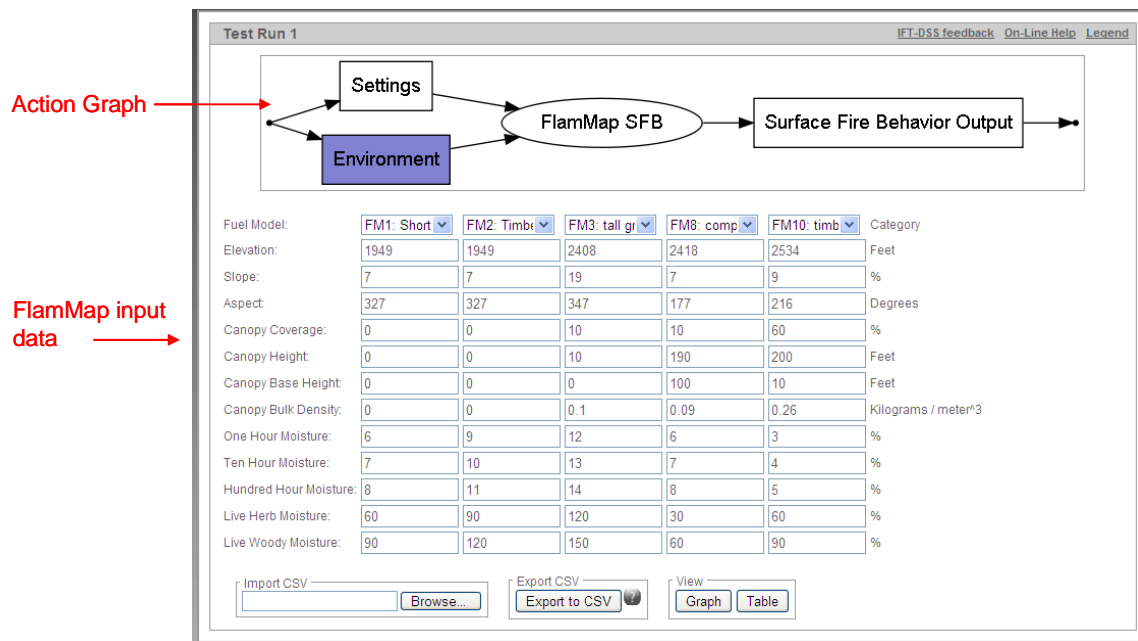 Test Run 1 IFT-DSS feedback On-Line Help Legend
Action Graph
Settings
Environment
FlamMap SFB
Surface Fire Behavior Output
FlamMap input
data
Fuel Model: FM1: Short FM2: Timbe FM3: tall gr FM8: comp FM10: timb Category
Elevation: 1949 1949 2408 2418 2534 Feet
Slope: 7 7 19 7 9 %
Aspect: 327 327 347 177 216 Degrees
Canopy Coverage: 0 0 10 10 60 %
Canopy Height: 0 0 10 190 200 Feet
Canopy Base Height: 0 0 0 100 10 Feet
Canopy Bulk Density: 0 0 0.1 0.09 0.26 Kilograms / meter^3
One Hour Moisture: 6 9 12 6 3 %
Ten Hour Moisture: 7 10 13 7 4 %
Hundred Hour Moisture: 8 11 14 8 5 %
Live Herb Moisture: 60 90 120 30 60 %
Live Woody Moisture: 90 120 150 60 90 %
Import CSV Export CSV View
Browse... Export to CSV ? Graph Table